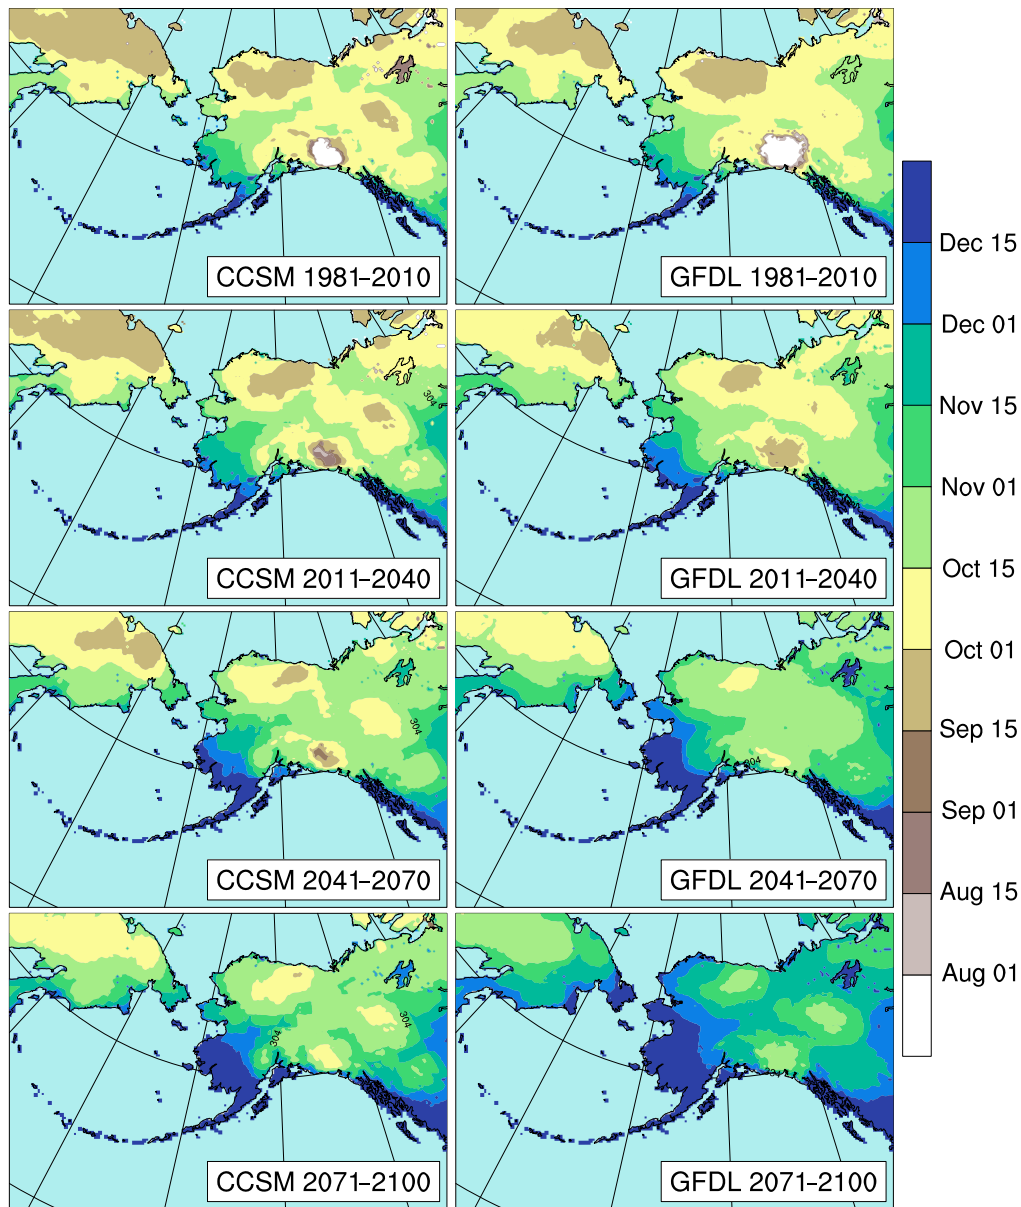 CCSM 1981–2010
GFDL 1981–2010
304
CCSM 2011–2040
GFDL 2011–2040
304
304
CCSM 2041–2070
GFDL 2041–2070
304
304
CCSM 2071–2100
GFDL 2071–2100
Dec 15
Dec 01
Nov 15
Nov 01
Oct 15
Oct 01
Sep 15
Sep 01
Aug 15
Aug 01